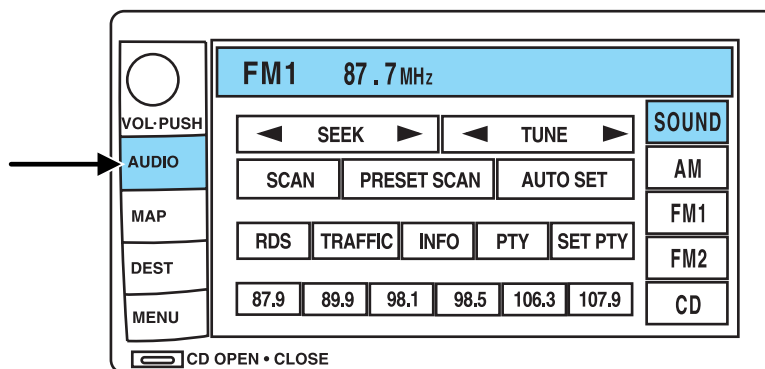 FM1 87.7 MHz
VOL·PUSH
AUDIO
MAP
DEST
MENU
◄ SEEK ► ◄ TUNE ►
SCAN PRESET SCAN AUTO SET
RDS TRAFFIC INFO PTY SET PTY
87.9 89.9 98.1 98.5 106.3 107.9
SOUND
AM
FM1
FM2
CD
CD OPEN • CLOSE